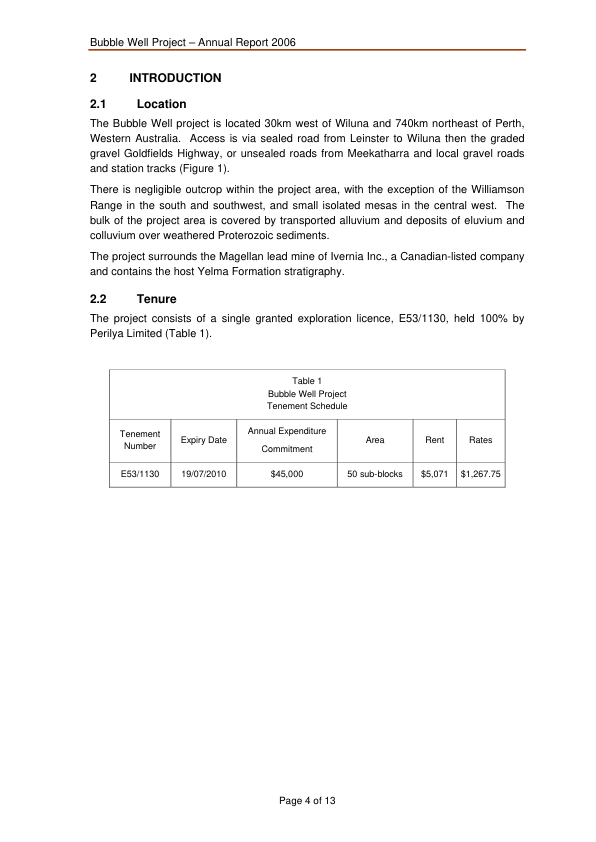 Bubble Well Project – Annual Report 2006
2 INTRODUCTION
2.1 Location
The Bubble Well project is located 30km west of Wiluna and 740km northeast of Perth,
Western Australia. Access is via sealed road from Leinster to Wiluna then the graded
gravel Goldfields Highway, or unsealed roads from Meekatharra and local gravel roads
and station tracks (Figure 1).
There is negligible outcrop within the project area, with the exception of the Williamson
Range in the south and southwest, and small isolated mesas in the central west. The
bulk of the project area is covered by transported alluvium and deposits of eluvium and
colluvium over weathered Proterozoic sediments.
The project surrounds the Magellan lead mine of Ivernia Inc., a Canadian-listed company
and contains the host Yelma Formation stratigraphy.
2.2 Tenure
The project consists of a single granted exploration licence, E53/1130, held 100% by
Perilya Limited (Table 1).
Table 1
Bubble Well Project
Tenement Schedule
Tenement
Number
Expiry Date
Annual Expenditure
Commitment
Area
Rent
Rates
E53/1130
19/07/2010
$45,000
50 sub-blocks
$5,071
$1,267.75
Page 4 of 13